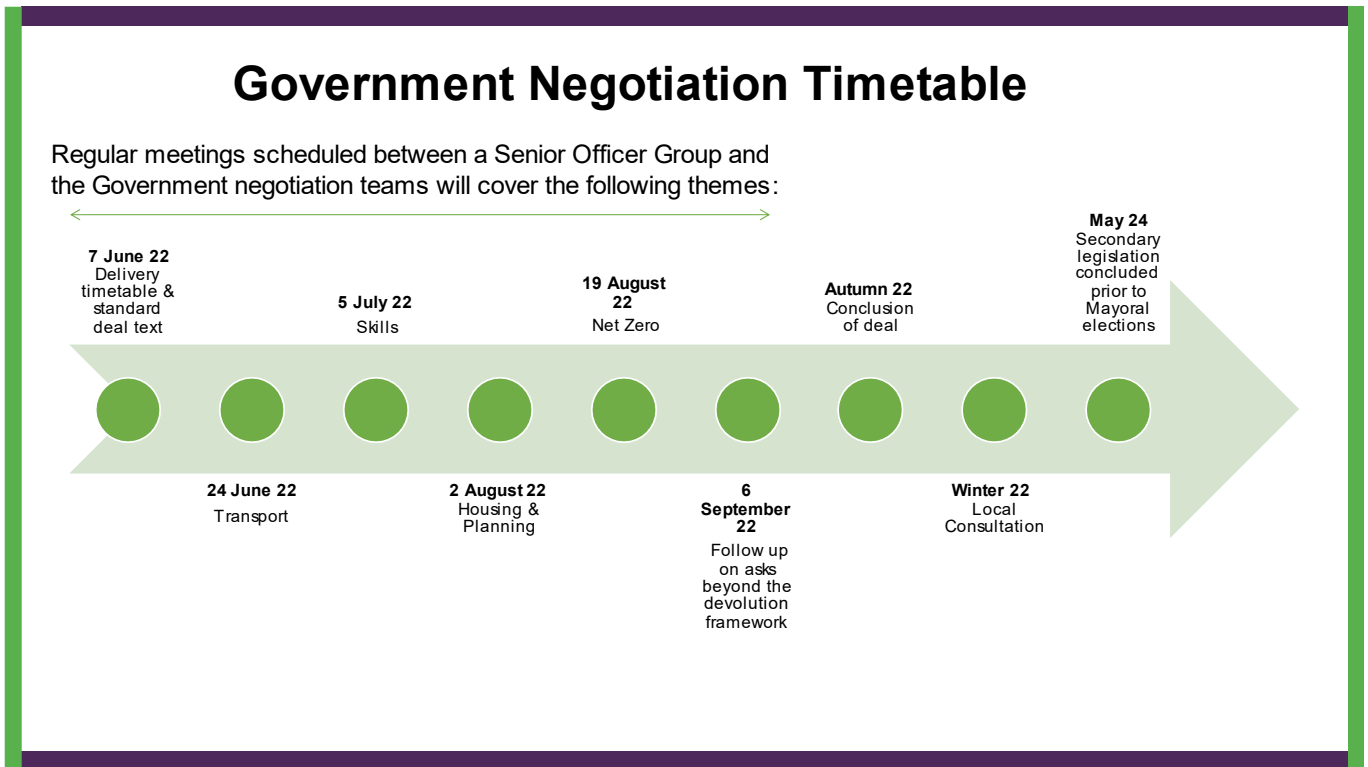 Government Negotiation Timetable
Regular meetings scheduled between a Senior Officer Group and
the Government negotiation teams will cover the following themes:
7 June 22
Delivery
timetable &
standard
deal text
24 June 22
Transport
5 July 22
Skills
2 August 22
Housing &
Planning
19 August
22
Net Zero
6
September
22
Follow up
on asks
beyond the
devolution
framework
Autumn 22
Conclusion
of deal
Winter 22
Local
Consultation
May 24
Secondary
legislation
concluded
prior to
Mayoral
elections